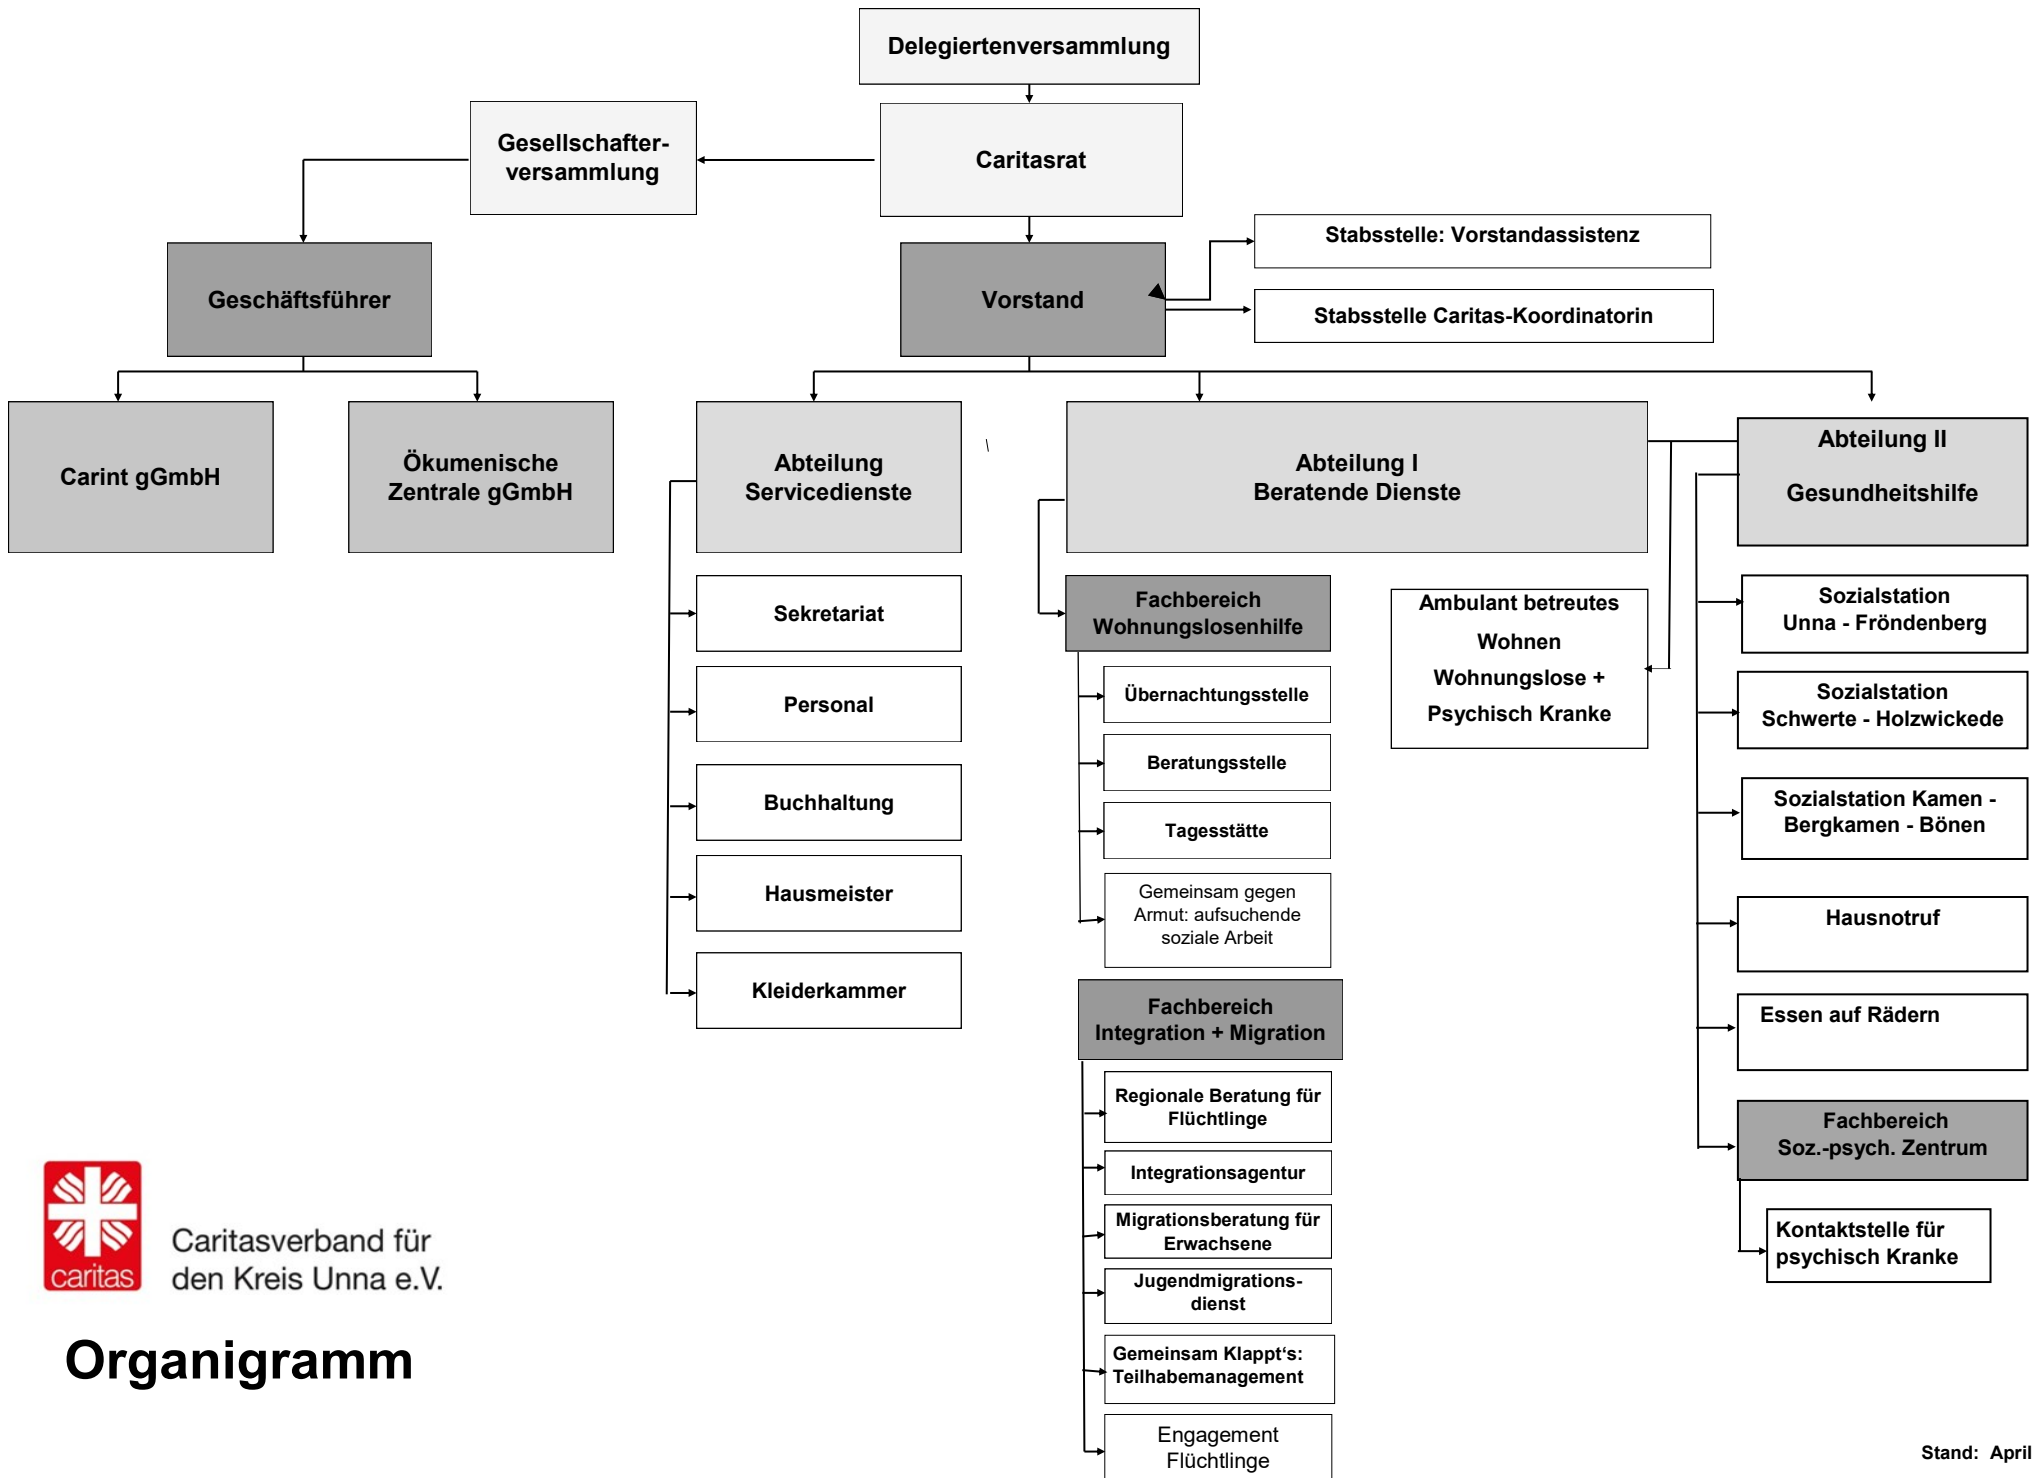 Delegiertenversammlung
Gesellschafter-
versammlung
Caritasrat
Stabsstelle: Vorstandassistenz
Geschäftsführer
Vorstand
Stabsstelle Caritas-Koordinatorin
Carint gGmbH
Ökumenische
Zentrale gGmbH
Abteilung
Servicedienste
\
Abteilung I
Beratende Dienste
Abteilung II
Gesundheitshilfe
Sekretariat
Personal
Buchhaltung
Hausmeister
Kleiderkammer
Fachbereich
Wohnungslosenhilfe
Übernachtungsstelle
Beratungsstelle
Tagesstätte
Gemeinsam gegen
Armut: aufsuchende
soziale Arbeit
Fachbereich
Integration + Migration
Regionale Beratung für
Flüchtlinge
Integrationsagentur
Migrationsberatung für
Erwachsene
Jugendmigrations-
dienst
Gemeinsam Klappt‘s:
Teilhabemanagement
Engagement
Flüchtlinge
Ambulant betreutes
Wohnen
Wohnungslose +
Psychisch Kranke
Sozialstation
Unna - Fröndenberg
Sozialstation
Schwerte - Holzwickede
Sozialstation Kamen -
Bergkamen - Bönen
Hausnotruf
Essen auf Rädern
Fachbereich
Soz.-psych. Zentrum
Kontaktstelle für
psychisch Kranke
caritas
Caritasverband für
den Kreis Unna e.V.
Organigramm
Stand: April